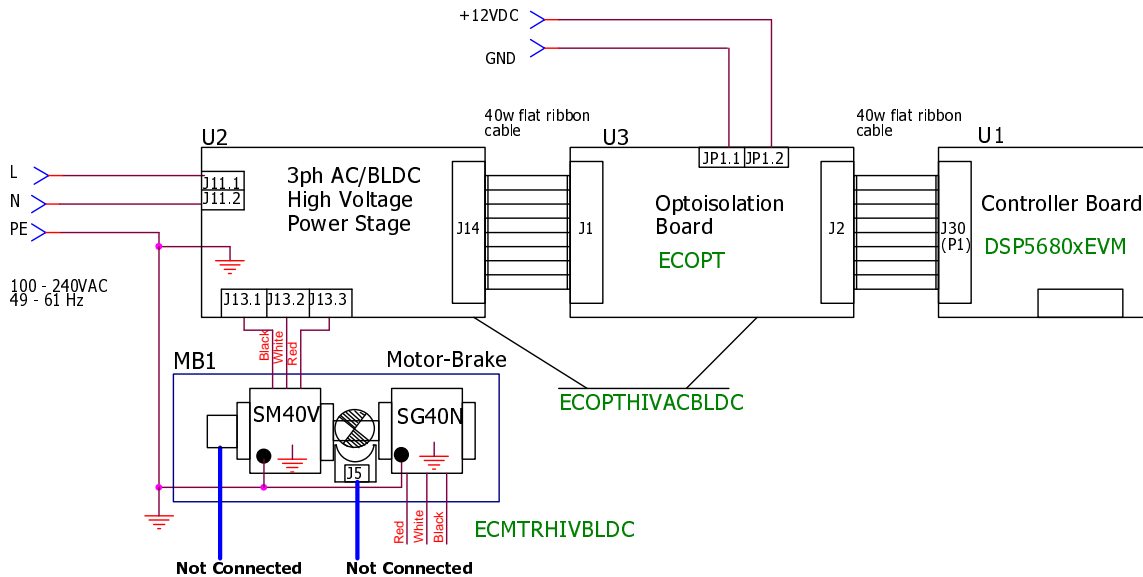 +12VDC
GND
40w flat ribbon
cable
40w flat ribbon
cable
U2
U3
U1
L
N
PE
100 - 240VAC
49 - 61 Hz
J11.1
J11.2
3ph AC/BLDC
High Voltage
Power Stage
J14
J1
JP1.1
JP1.2
Optoisolation
Board
ECOPT
J2
J30
(P1)
Controller Board
DSP5680xEVM
J13.1
J13.2
J13.3
Black
White
Red
MB1
Motor-Brake
ECOPTHIVACBLDC
SM40V
SG40N
J5
Red
White
Black
ECMTRHIVBLDC
Not Connected
Not Connected